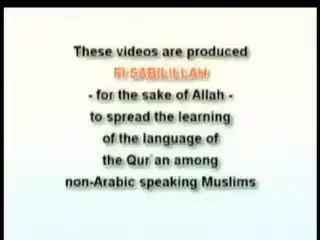 These videos are produced
FI SABILILLAH
- for the sake of Allah -
to spread the learning
of the language of
the Qur`an among
non-Arabic speaking Muslims